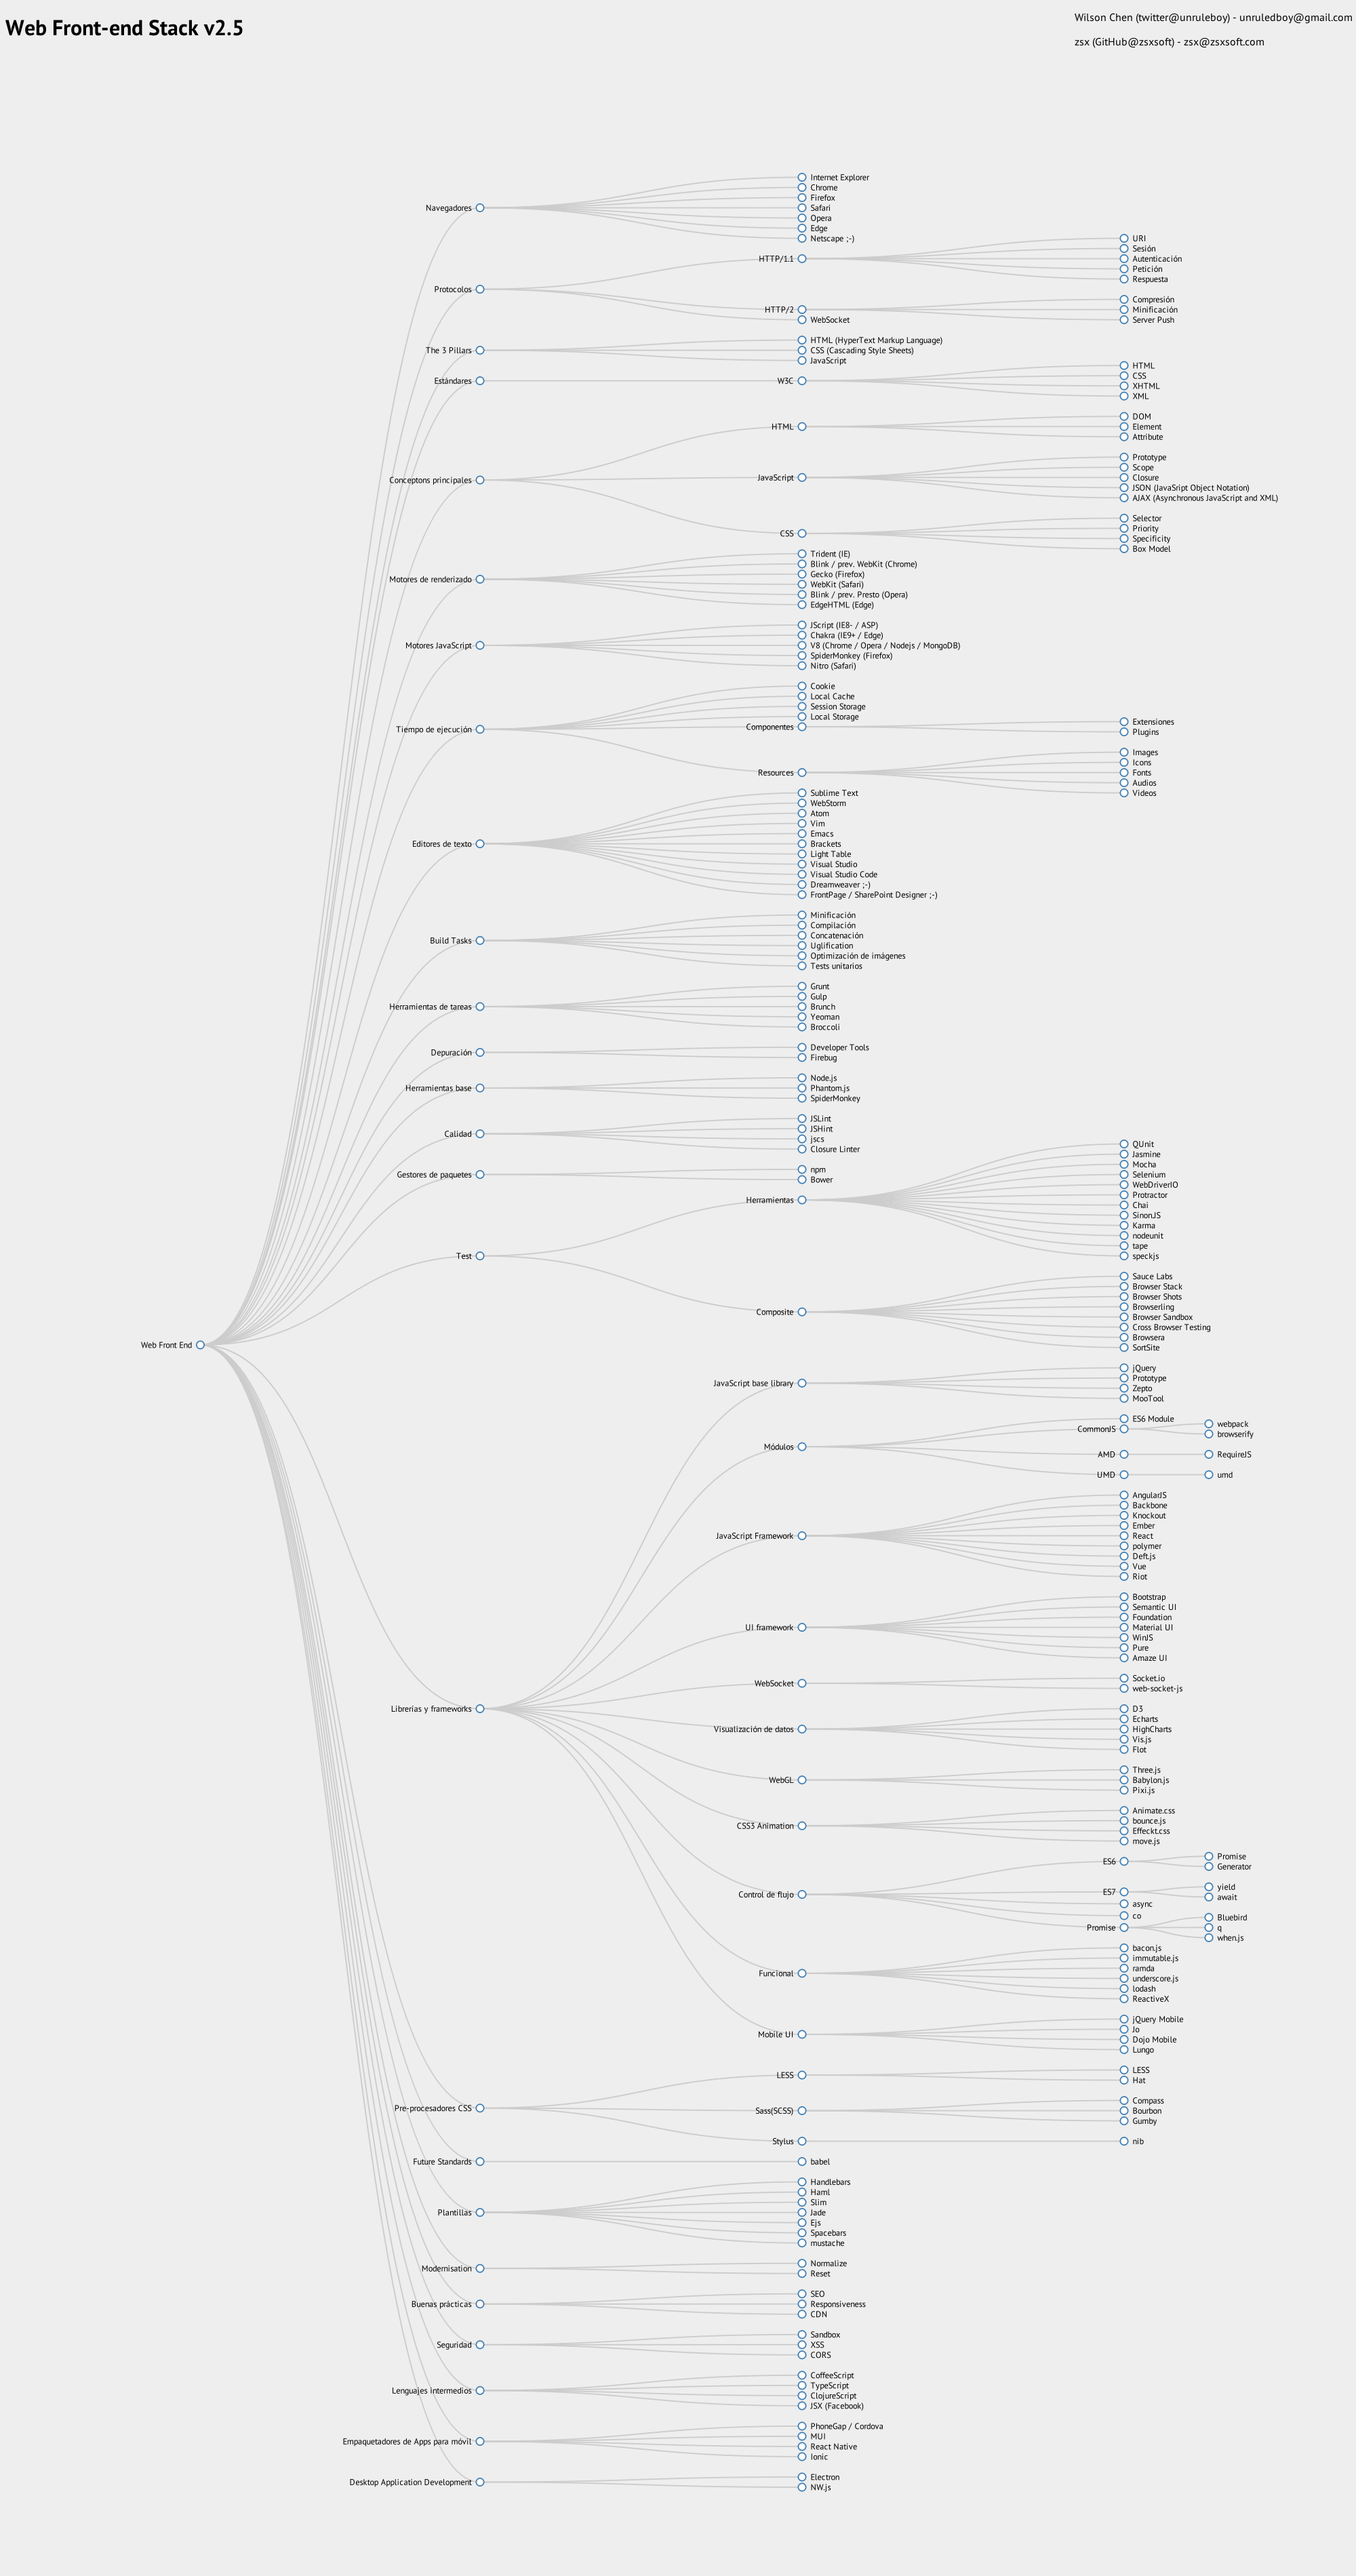 Web Front-end Stack v2.5
Wilson Chen (twitter@unruleboy) - unruledboy@gmail.com
zsx (GitHub@zsxsoft) - zsx@zsxsoft.com
Web Front End
Navegadores
Internet Explorer
Chrome
Firefox
Safari
Opera
Edge
Netscape ;-)
Protocolos
HTTP/1.1
URI
Sesión
Autenticación
Petición
Respuesta
HTTP/2
Compresión
Minificación
Server Push
WebSocket
The 3 Pillars
HTML (HyperText Markup Language)
CSS (Cascading Style Sheets)
JavaScript
Estándares
W3C
HTML
CSS
XHTML
XML
Conceptons principales
HTML
DOM
Element
Attribute
JavaScript
Prototype
Scope
Closure
JSON (JavaSript Object Notation)
AJAX (Asynchronous JavaScript and XML)
CSS
Selector
Priority
Specificity
Box Model
Motores de renderizado
Trident (IE)
Blink / prev. WebKit (Chrome)
Gecko (Firefox)
WebKit (Safari)
Blink / prev. Presto (Opera)
EdgeHTML (Edge)
Motores JavaScript
JScript (IE8- / ASP)
Chakra (IE9+ / Edge)
V8 (Chrome / Opera / Nodejs / MongoDB)
SpiderMonkey (Firefox)
Nitro (Safari)
Tiempo de ejecución
Cookie
Local Cache
Session Storage
Local Storage
Componentes
Extensiones
Plugins
Resources
Images
Icons
Fonts
Audios
Videos
Editores de texto
Sublime Text
WebStorm
Atom
Vim
Emacs
Brackets
Light Table
Visual Studio
Visual Studio Code
Dreamweaver ;-)
FrontPage / SharePoint Designer ;-)
Build Tasks
Minificación
Compilación
Concatenación
Uglification
Optimización de imágenes
Tests unitarios
Herramientas de tareas
Grunt
Gulp
Brunch
Yeoman
Broccoli
Depuración
Developer Tools
Firebug
Herramientas base
Node.js
Phantom.js
SpiderMonkey
Calidad
JSLint
JSHint
jscs
Closure Linter
Gestores de paquetes
npm
Bower
Test
Herramientas
QUnit
Jasmine
Mocha
Selenium
WebDriverIO
Protractor
Chai
SinonJS
Karma
nodeunit
tape
speckjs
Composite
Sauce Labs
Browser Stack
Browser Shots
Browserling
Browser Sandbox
Cross Browser Testing
Browsera
SortSite
Librerías y frameworks
JavaScript base library
jQuery
Prototype
Zepto
MooTool
Módulos
ES6 Module
CommonJS
webpack
browserify
AMD
RequireJS
UMD
umd
JavaScript Framework
AngularJS
Backbone
Knockout
Ember
React
polymer
Deft.js
Vue
Riot
UI framework
Bootstrap
Semantic UI
Foundation
Material UI
WinJS
Pure
Amaze UI
WebSocket
Socket.io
web-socket-js
Visualización de datos
D3
Echarts
HighCharts
Vis.js
Flot
WebGL
Three.js
Babylon.js
Pixi.js
CSS3 Animation
Animate.css
bounce.js
Effeckt.css
move.js
Control de flujo
ES6
Promise
Generator
ES7
yield
await
async
co
Promise
Bluebird
q
when.js
Funcional
bacon.js
immutable.js
ramda
underscore.js
lodash
ReactiveX
Mobile UI
jQuery Mobile
Jo
Dojo Mobile
Lungo
Pre-procesadores CSS
LESS
LESS
Hat
Sass(SCSS)
Compass
Bourbon
Gumby
Stylus
nib
Future Standards
babel
Plantillas
Handlebars
Haml
Slim
Jade
Ejs
Spacebars
mustache
Modernisation
Normalize
Reset
Buenas prácticas
SEO
Responsiveness
CDN
Seguridad
Sandbox
XSS
CORS
Lenguajes intermedios
CoffeeScript
TypeScript
ClojureScript
JSX (Facebook)
Empaquetadores de Apps para móvil
PhoneGap / Cordova
MUI
React Native
Ionic
Desktop Application Development
Electron
NW.js